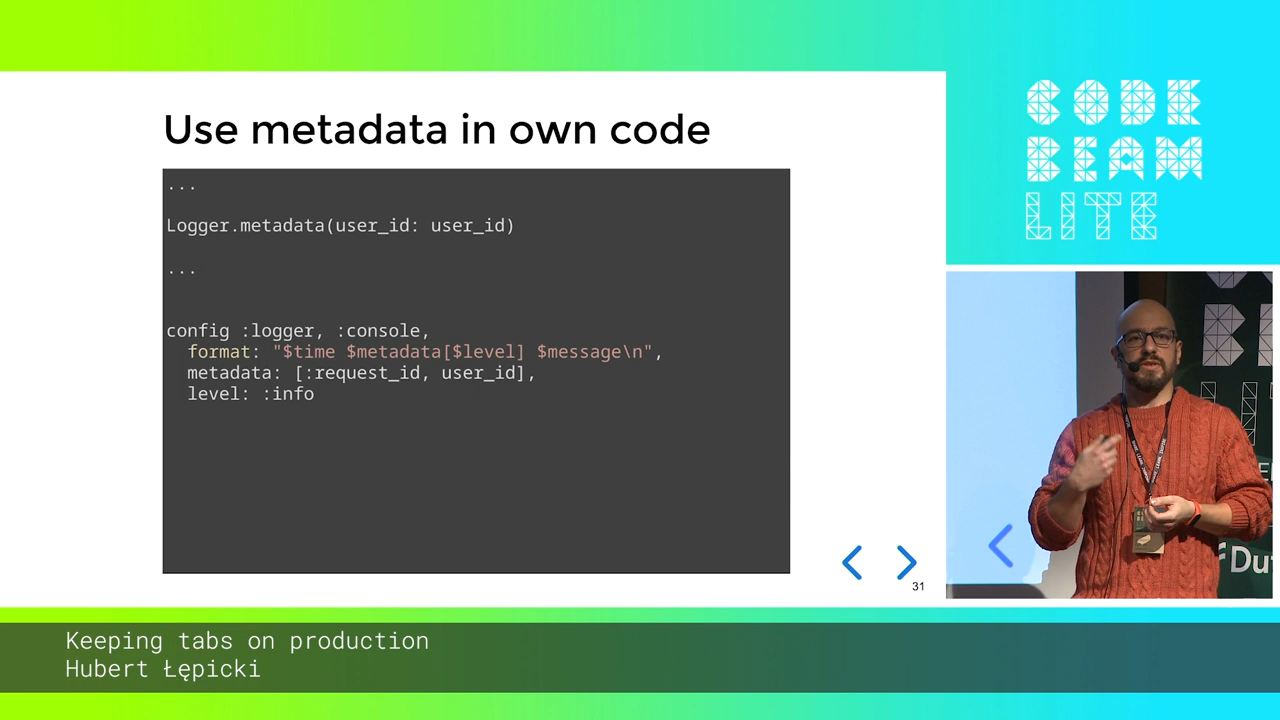 Use metadata in own code
...
Logger.metadata(user_id: user_id)
...
config :logger, :console,
  format: "$time $metadata[$level] $message\n",
  metadata: [:request_id, user_id],
  level: :info
31
CODE
BEAM
LITE
Du
Keeping tabs on production
Hubert Łępicki